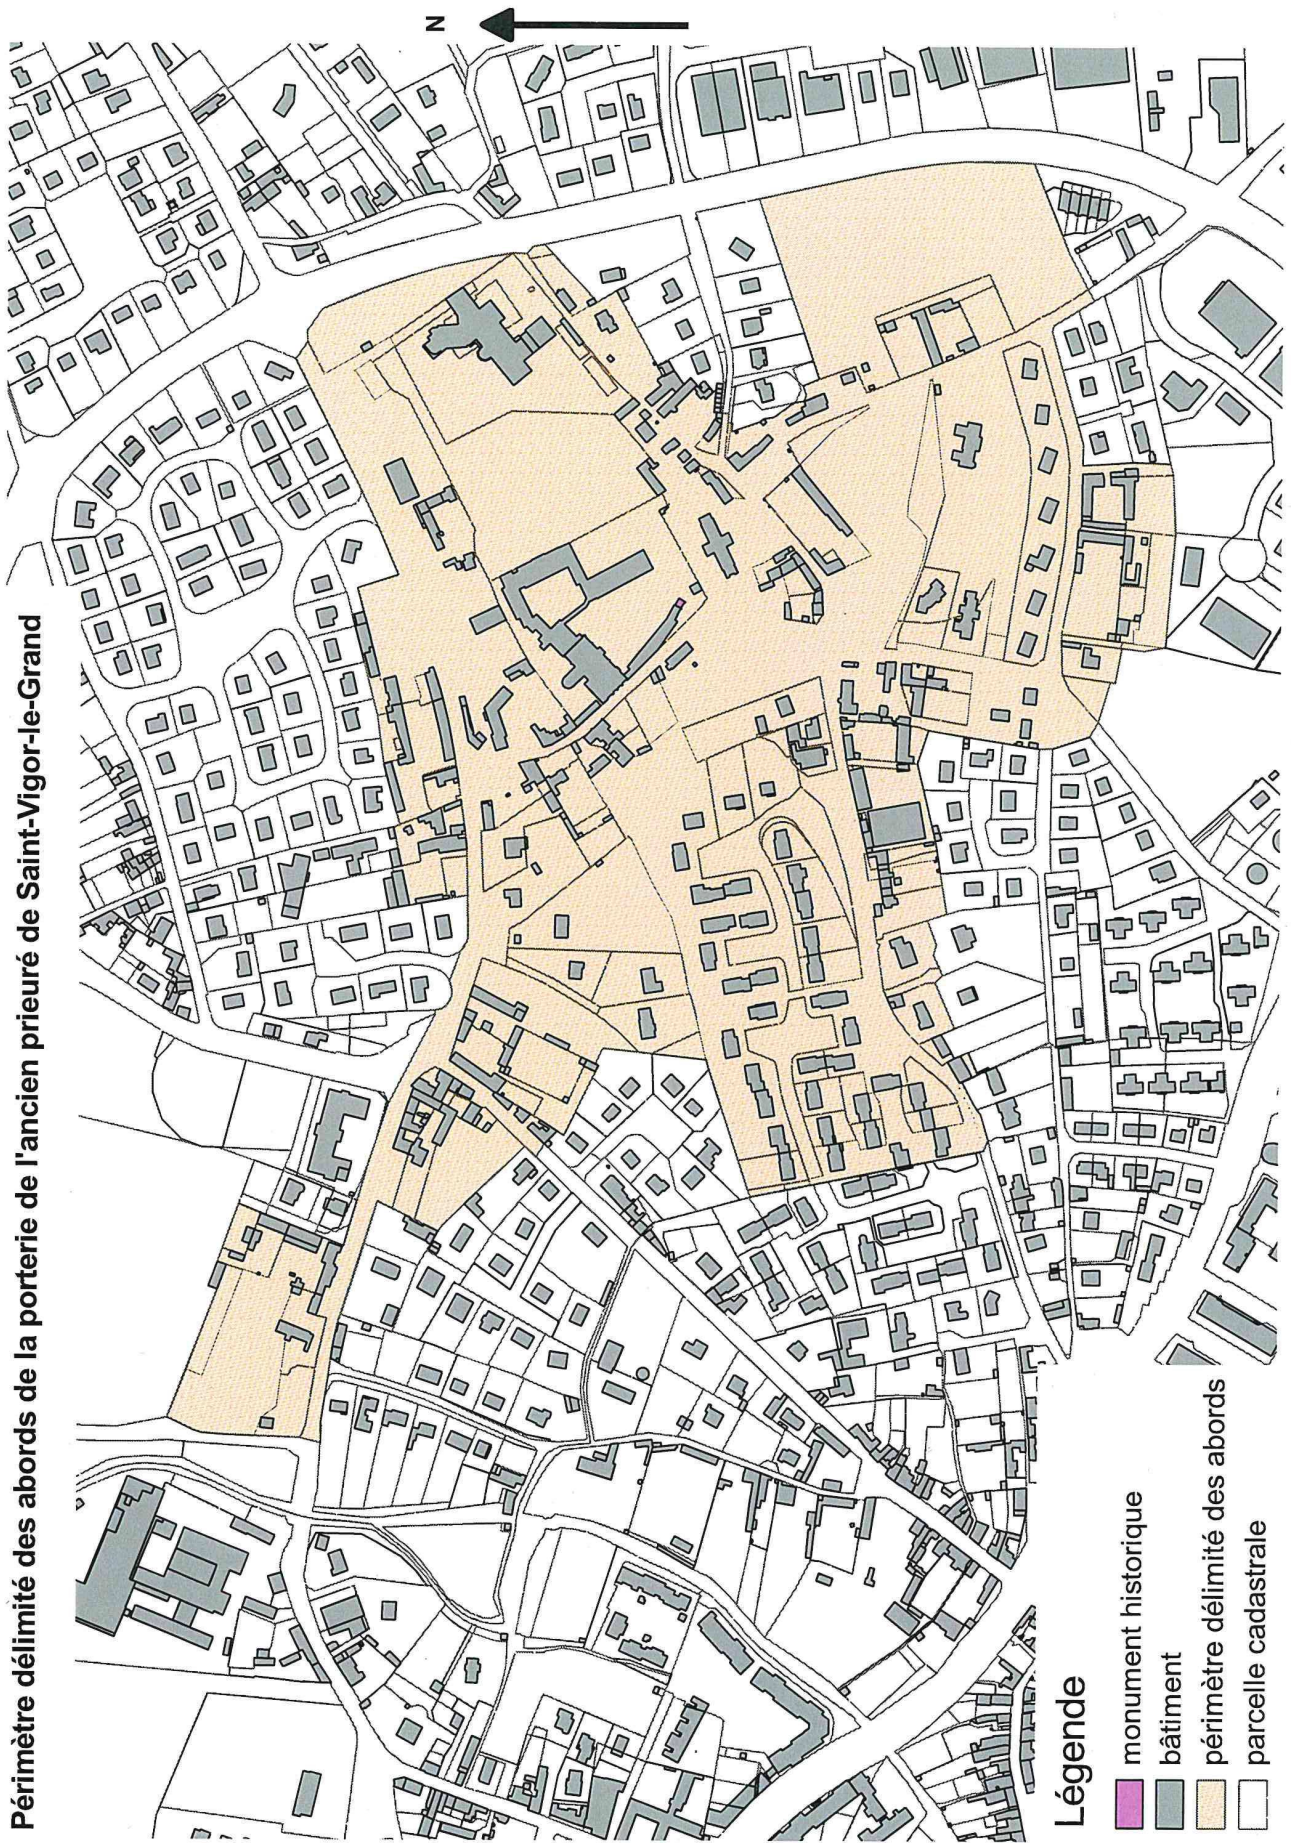 Périmètre délimité des abords de la porterie de l'ancien prieuré de Saint-Vigor-le-Grand
N
Légende
monument historique
bâtiment
périmètre délimité des abords
parcelle cadastrale